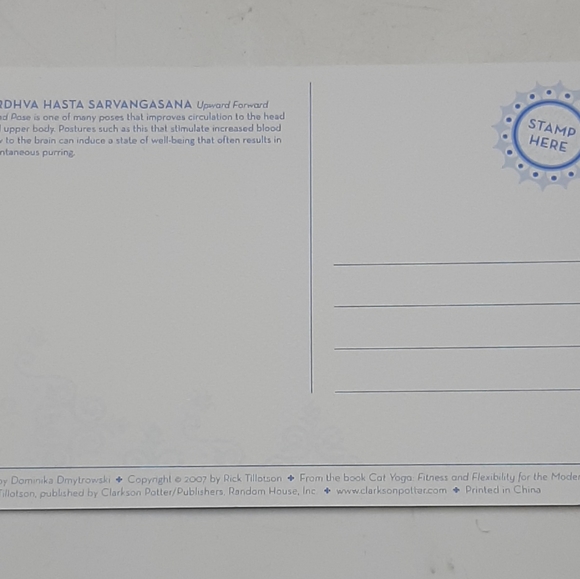 RDHVA HASTA SARVANGASANA Upward Forward
nd Pose is one of many poses that improves circulation to the head
upper body. Postures such as this that stimulate increased blood
to the brain can induce a state of well-being that often results in
ntaneous purring.
STAMP
HERE
by Dominika Dmytrowski ✤ Copyright © 2007 by Rick Tillotson ✤ From the book Cat Yoga: Fitness and Flexibility for the Moder
Tillotson, published by Clarkson Potter/Publishers, Random House, Inc. ✤ www.clarksonpotter.com ✤ Printed in China